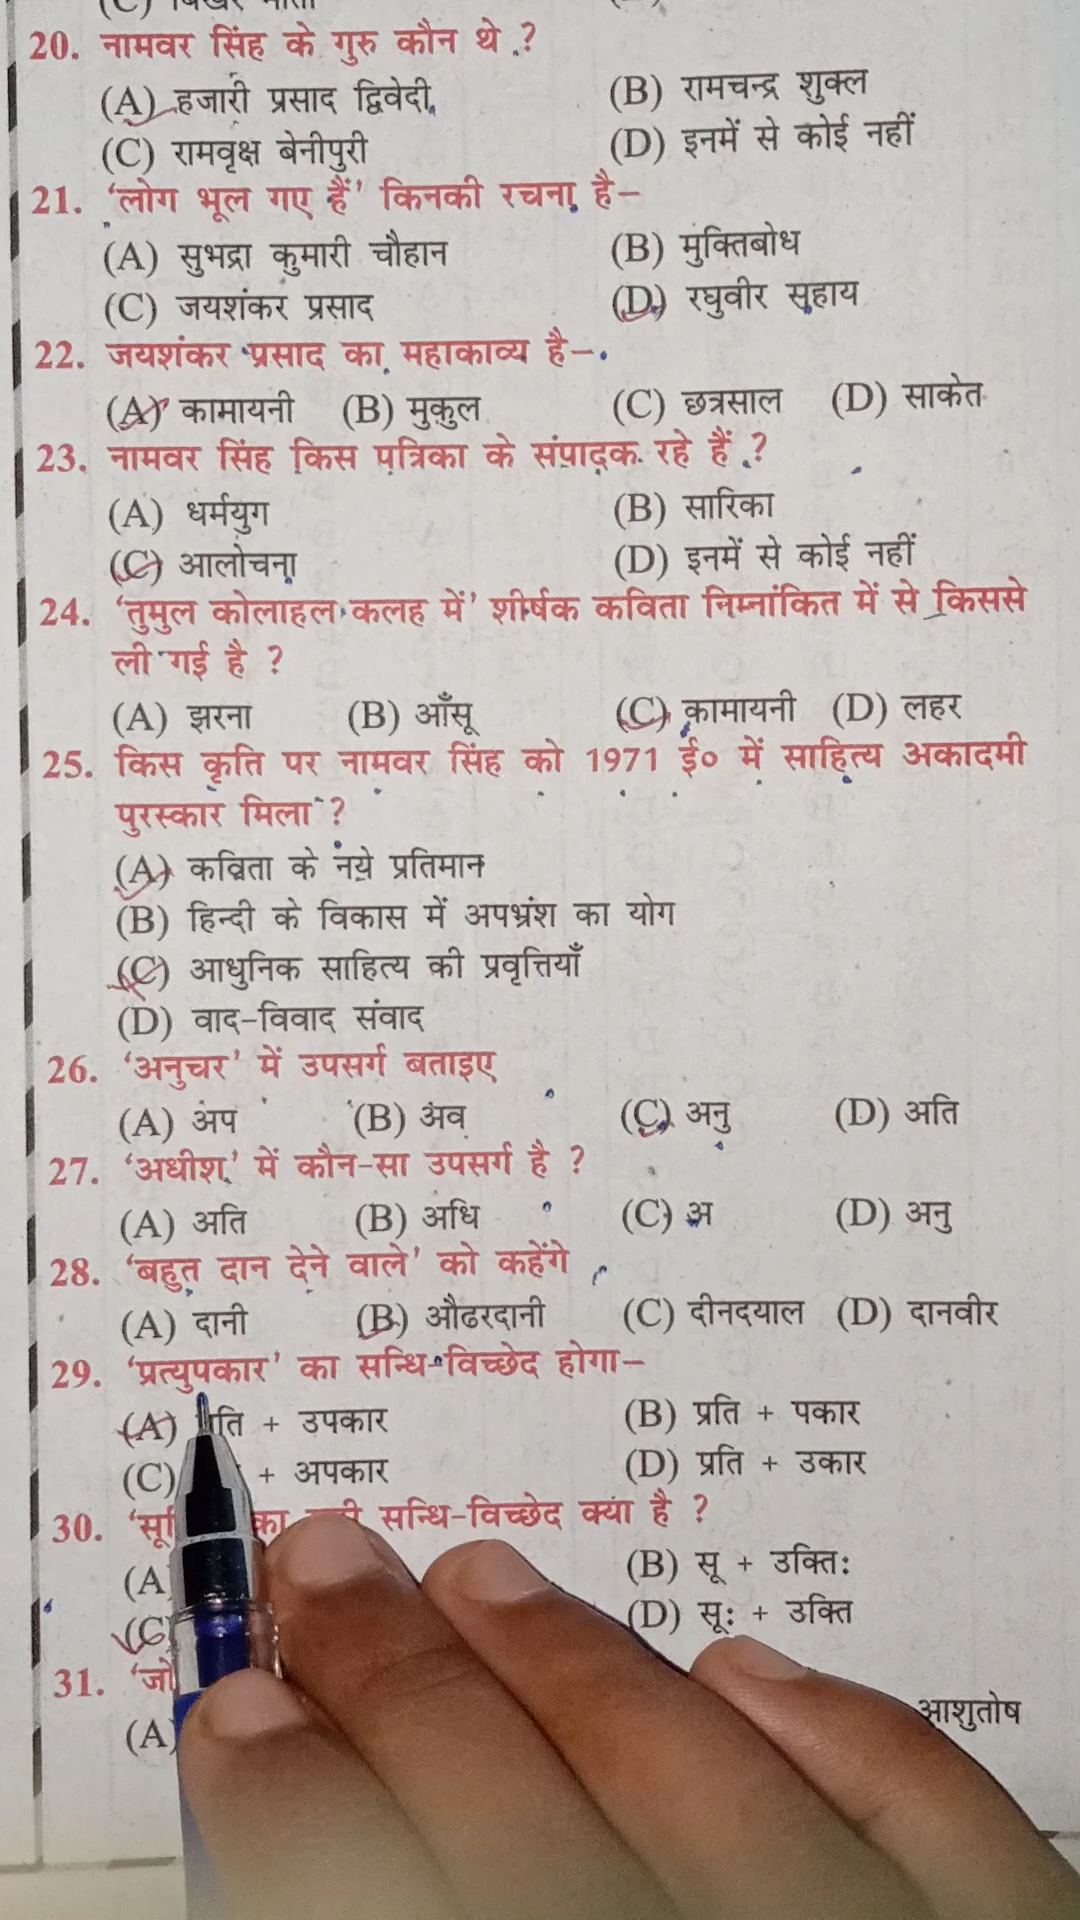 20. नामवर सिंह के गुरु कौन थे ?
(A) हजारी प्रसाद द्विवेदी (B) रामचन्द्र शुक्ल
(C) रामवृक्ष बेनीपुरी (D) इनमें से कोई नहीं
21. ‘लोग भूल गए हैं’ किनकी रचना है–
(A) सुभद्रा कुमारी चौहान (B) मुक्तिबोध
(C) जयशंकर प्रसाद (D) रघुवीर सहाय
22. जयशंकर प्रसाद का महाकाव्य है–
(A) कामायनी (B) मुकुल (C) छत्रसाल (D) साकेत
23. नामवर सिंह किस पत्रिका के संपादक रहे हैं ?
(A) धर्मयुग (B) सारिका
(C) आलोचना (D) इनमें से कोई नहीं
24. ‘तुमुल कोलाहल कलह में’ शीर्षक कविता निम्नांकित में से किससे
ली गई है ?
(A) झरना (B) आँसू (C) कामायनी (D) लहर
25. किस कृति पर नामवर सिंह को 1971 ई० में साहित्य अकादमी
पुरस्कार मिला ?
(A) कविता के नये प्रतिमान
(B) हिन्दी के विकास में अपभ्रंश का योग
(C) आधुनिक साहित्य की प्रवृत्तियाँ
(D) वाद-विवाद संवाद
26. ‘अनुचर’ में उपसर्ग बताइए
(A) अप (B) अव (C) अनु (D) अति
27. ‘अधीश’ में कौन-सा उपसर्ग है ?
(A) अति (B) अधि (C) अ (D) अनु
28. ‘बहुत दान देने वाले’ को कहेंगे
(A) दानी (B) औढरदानी (C) दीनदयाल (D) दानवीर
29. ‘प्रत्युपकार’ का सन्धि-विच्छेद होगा–
(A) + उपकार (B) प्रति + पकार
(C) + अपकार (D) प्रति + उकार
30. का सन्धि-विच्छेद क्या है ?
(A (B) सू + उक्तिः
(C) (D) सूः + उक्ति
31. ‘जो
(A) आशुतोष